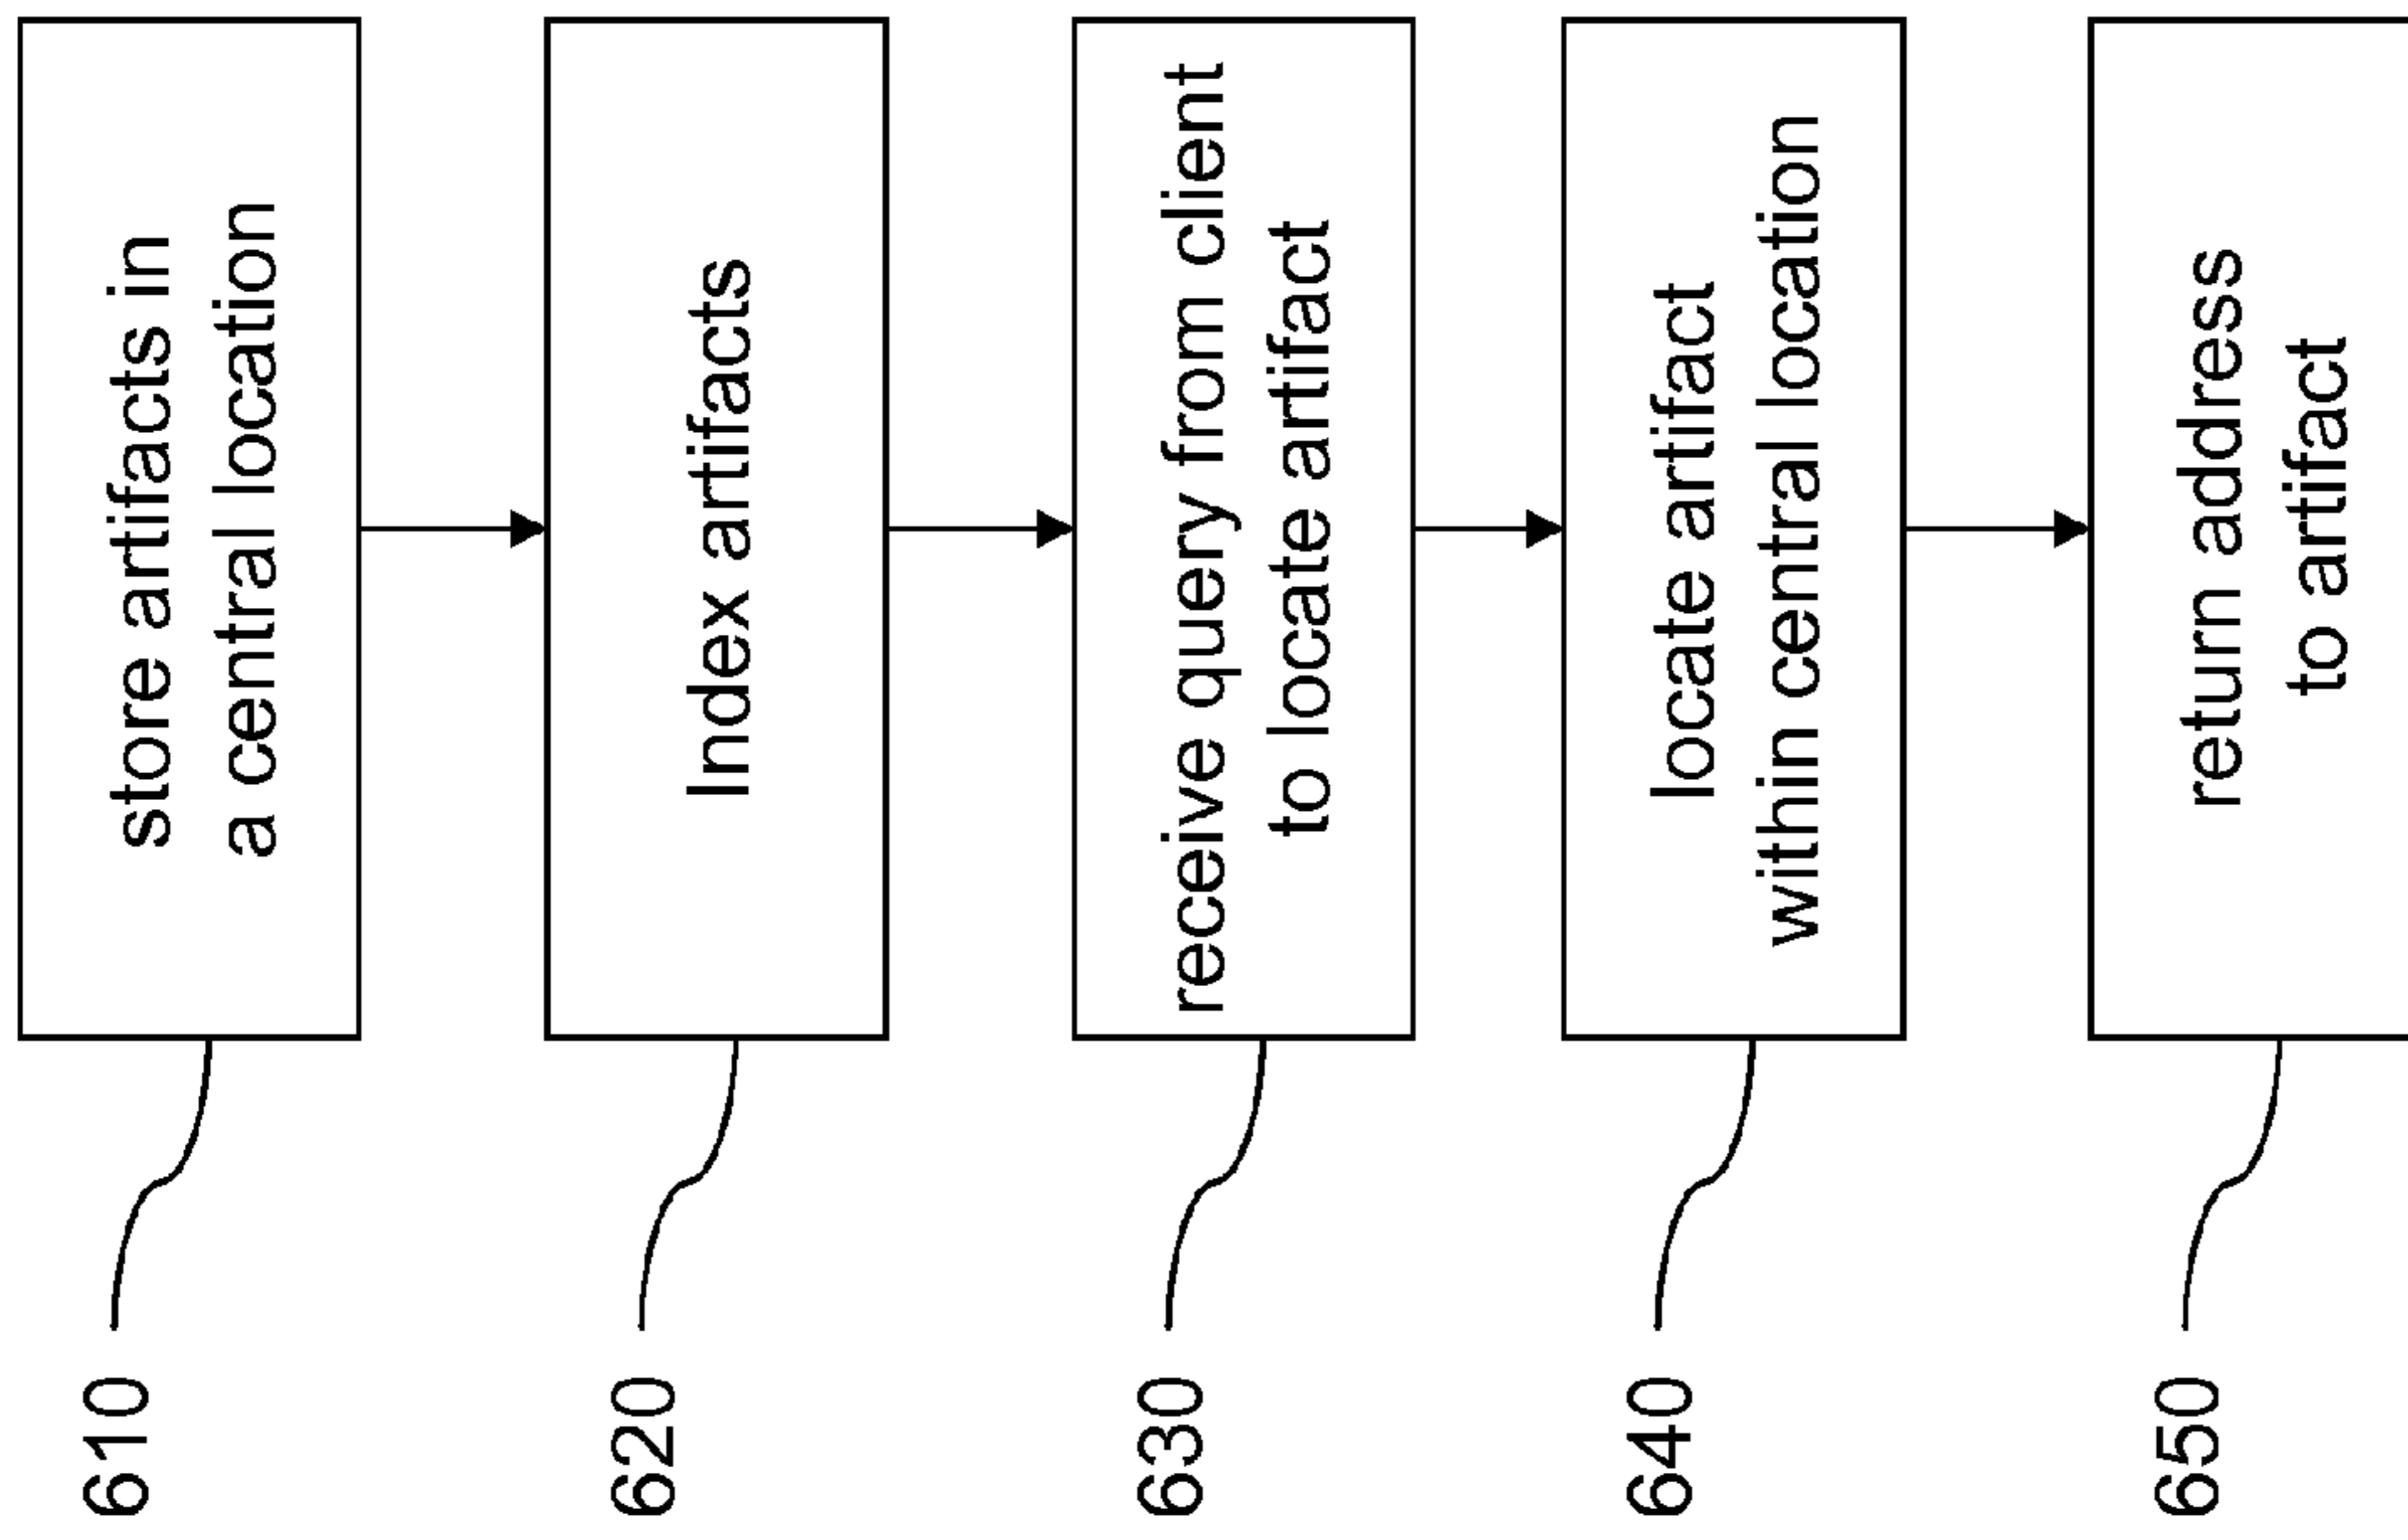 610
store artifacts in
a central location
620
Index artifacts
630
receive query from client
to locate artifact
640
locate artifact
within central location
650
return address
to artifact